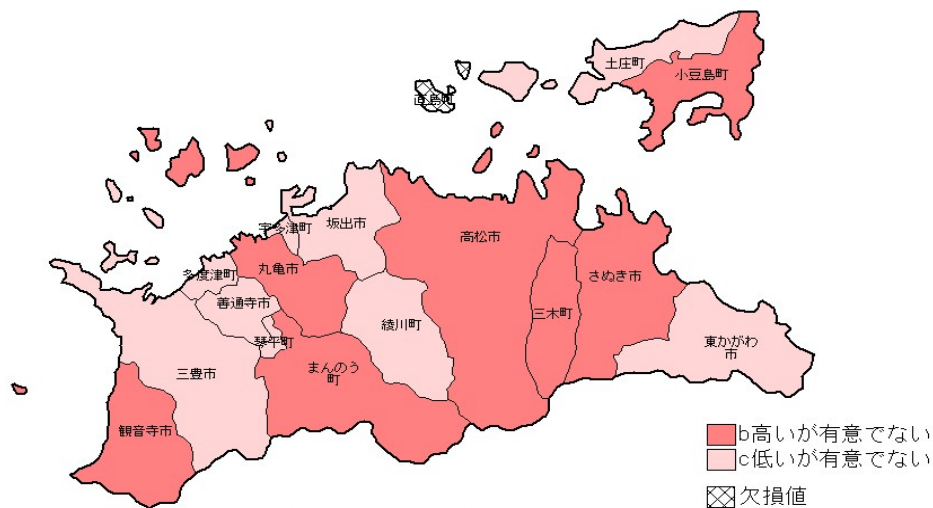 土庄町
小豆島町
直島町
宇多津町
坂出市
高松市
丸亀市
多度津町
さぬき市
善通寺市
三木町
綾川町
琴平町
東かがわ
市
まんのう
町
三豊市
観音寺市
b高いが有意でない
c低いが有意でない
欠損値